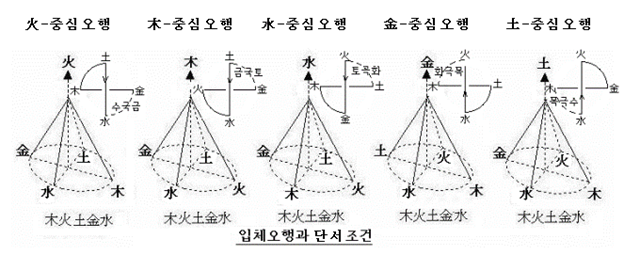 火-중심오행 木-중심오행 水-중심오행 金-중심오행 土-중심오행
火 土 木 金 水 수극금
金 土 水 木
木火土金水
木 土 火 金 水 금극토
金 土 水 火
木火土金水
水 火 木 土 金 토극화
金 土 木 火
木火土金水
金 火 木 土 水 화극목
土 火 水 木
木火土金水
土 火 木 金 水 목극수
金 火 水 木
木火土金水
입체오행과 단서조건